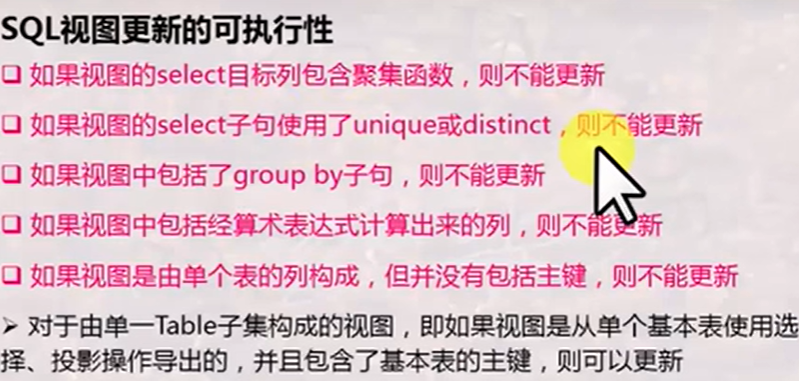 SQL视图更新的可执行性
❑ 如果视图的select目标列包含聚集函数，则不能更新
❑ 如果视图的select子句使用了unique或distinct，则不能更新
❑ 如果视图中包括了group by子句，则不能更新
❑ 如果视图中包括经算术表达式计算出来的列，则不能更新
❑ 如果视图是由单个表的列构成，但并没有包括主键，则不能更新
➢ 对于由单一Table子集构成的视图，即如果视图是从单个基本表使用选
择、投影操作导出的，并且包含了基本表的主键，则可以更新